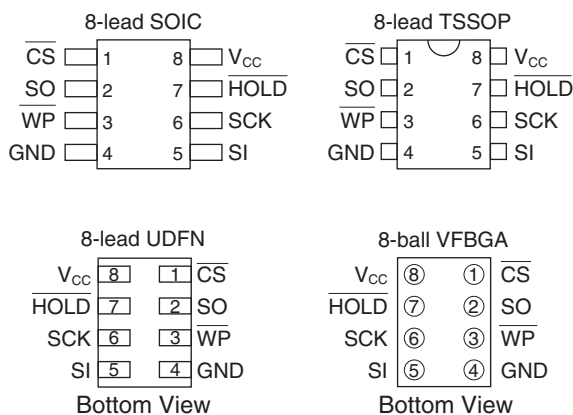 8-lead SOIC
CS 1 8 VCC
SO 2 7 HOLD
WP 3 6 SCK
GND 4 5 SI
8-lead TSSOP
CS 1 8 VCC
SO 2 7 HOLD
WP 3 6 SCK
GND 4 5 SI
8-lead UDFN
VCC 8 1 CS
HOLD 7 2 SO
SCK 6 3 WP
SI 5 4 GND
Bottom View
8-ball VFBGA
VCC 8 1 CS
HOLD 7 2 SO
SCK 6 3 WP
SI 5 4 GND
Bottom View